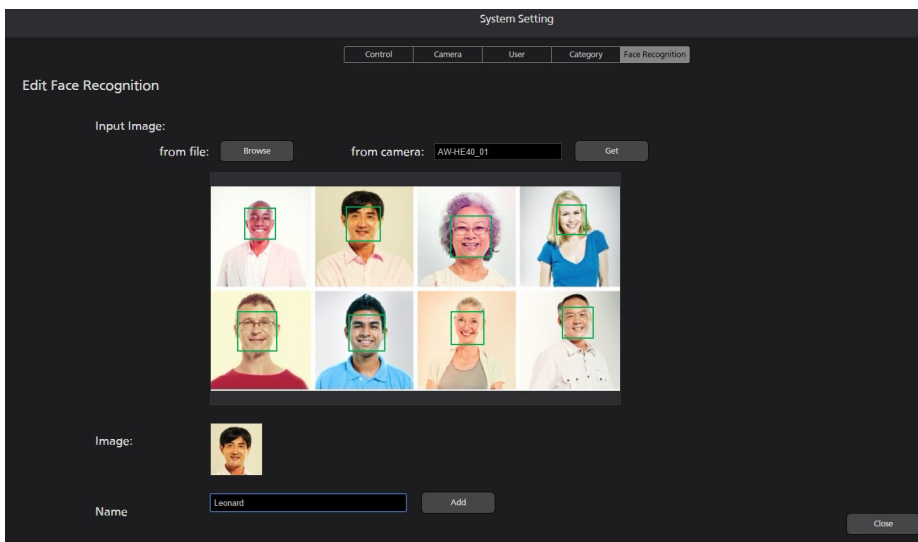 System Setting
Control Camera User Category Face Recognition
Edit Face Recognition
Input Image:
from file: Browse from camera: AW-HE40_01 Get
Image:
Name Leonard Add
Close